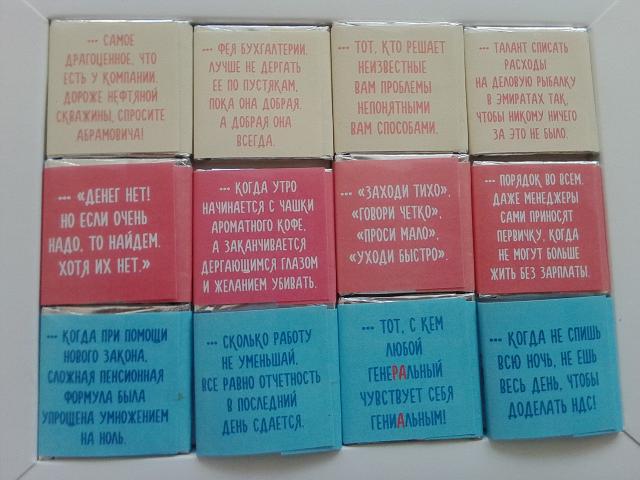 ... САМОЕ
ДРАГОЦЕННОЕ, ЧТО
ЕСТЬ У КОМПАНИИ.
ДОРОЖЕ НЕФТЯНОЙ
СКВАЖИНЫ, СПРОСИТЕ
АБРАМОВИЧА!
... ФЕЯ БУХГАЛТЕРИИ.
ЛУЧШЕ НЕ ДЕРГАТЬ
ЕЕ ПО ПУСТЯКАМ,
ПОКА ОНА ДОБРАЯ.
А ДОБРАЯ ОНА
ВСЕГДА.
... ТОТ, КТО РЕШАЕТ
НЕИЗВЕСТНЫЕ
ВАМ ПРОБЛЕМЫ
НЕПОНЯТНЫМИ
ВАМ СПОСОБАМИ.
... ТАЛАНТ СПИСАТЬ
РАСХОДЫ
НА ДЕЛОВУЮ РЫБАЛКУ
В ЭМИРАТАХ ТАК,
ЧТОБЫ НИКОМУ НИЧЕГО
ЗА ЭТО НЕ БЫЛО.
... «ДЕНЕГ НЕТ!
НО ЕСЛИ ОЧЕНЬ
НАДО, ТО НАЙДЕМ.
ХОТЯ ИХ НЕТ.»
... КОГДА УТРО
НАЧИНАЕТСЯ С ЧАШКИ
АРОМАТНОГО КОФЕ,
А ЗАКАНЧИВАЕТСЯ
ДЕРГАЮЩИМСЯ ГЛАЗОМ
И ЖЕЛАНИЕМ УБИВАТЬ.
... «ЗАХОДИ ТИХО»,
«ГОВОРИ ЧЕТКО»,
«ПРОСИ МАЛО»,
«УХОДИ БЫСТРО».
... ПОРЯДОК ВО ВСЕМ.
ДАЖЕ МЕНЕДЖЕРЫ
САМИ ПРИНОСЯТ
ПЕРВИЧКУ, КОГДА
НЕ МОГУТ БОЛЬШЕ
ЖИТЬ БЕЗ ЗАРПЛАТЫ.
... КОГДА ПРИ ПОМОЩИ
НОВОГО ЗАКОНА,
СЛОЖНАЯ ПЕНСИОННАЯ
ФОРМУЛА БЫЛА
УПРОЩЕНА УМНОЖЕНИЕМ
НА НОЛЬ.
... СКОЛЬКО РАБОТУ
НЕ УМЕНЬШАЙ,
ВСЕ РАВНО ОТЧЕТНОСТЬ
В ПОСЛЕДНИЙ
ДЕНЬ СДАЕТСЯ.
... ТОТ, С КЕМ
ЛЮБОЙ
ГЕНЕРАЛЬНЫЙ
ЧУВСТВУЕТ СЕБЯ
ГЕНИАЛЬНЫМ!
... КОГДА НЕ СПИШЬ
ВСЮ НОЧЬ, НЕ ЕШЬ
ВЕСЬ ДЕНЬ, ЧТОБЫ
ДОДЕЛАТЬ НДС!